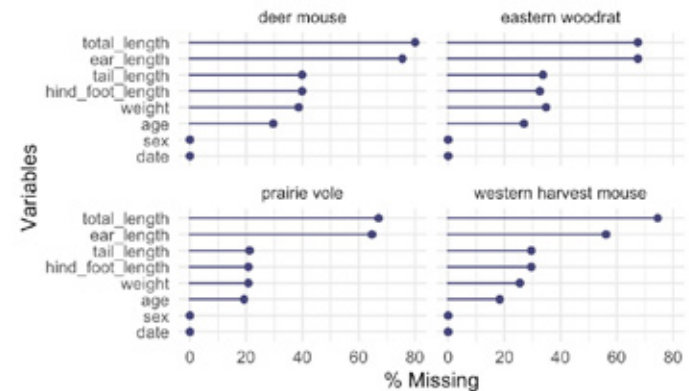 deer mouse
eastern woodrat
total_length
ear_length
tail_length
hind_foot_length
weight
age
sex
date
Variables
prairie vole
western harvest mouse
total_length
ear_length
tail_length
hind_foot_length
weight
age
sex
date
0 20 40 60 80 0 20 40 60 80
% Missing